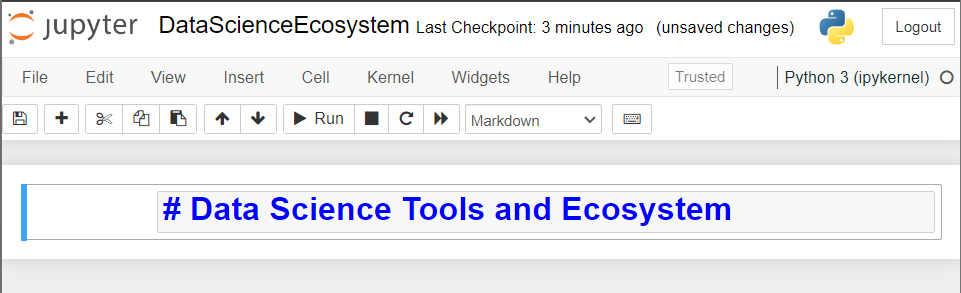 jupyter DataScienceEcosystem Last Checkpoint: 3 minutes ago (unsaved changes) Logout
File Edit View Insert Cell Kernel Widgets Help Trusted Python 3 (ipykernel)
Run Markdown
# Data Science Tools and Ecosystem